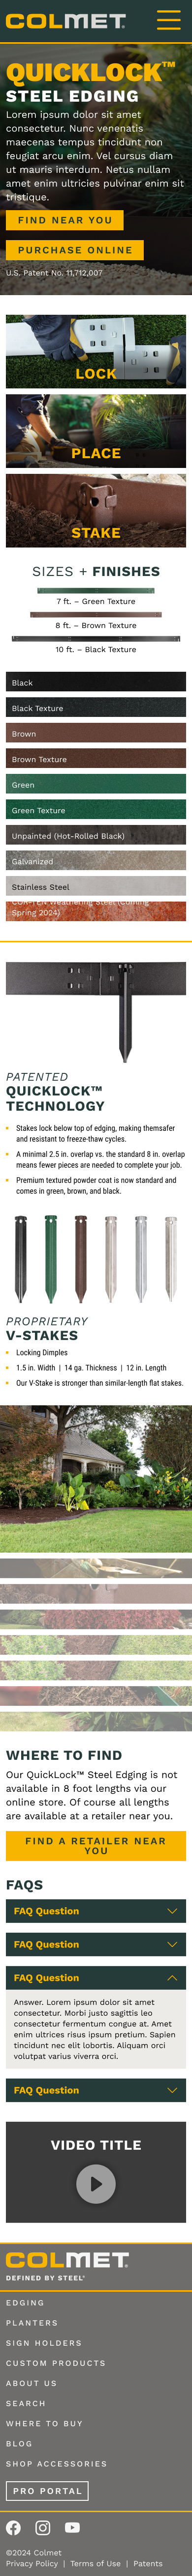 COLMET
QUICKLOCK™
STEEL EDGING
Lorem ipsum dolor sit amet
consectetur. Nunc venenatis
maecenas tempus tincidunt non
feugiat arcu enim. Vel cursus diam
ut mauris interdum. Netus nullam
amet enim ultricies pulvinar enim sit
tristique.
FIND NEAR YOU
PURCHASE ONLINE
U.S. Patent No. 11,712,007
LOCK
PLACE
STAKE
SIZES + FINISHES
7 ft. – Green Texture
8 ft. – Brown Texture
10 ft. – Black Texture
Black
Black Texture
Brown
Brown Texture
Green
Green Texture
Unpainted (Hot-Rolled Black)
Galvanized
Stainless Steel
COR-TEN Weathering Steel (Coming
Spring 2024)
PATENTED
QUICKLOCK™
TECHNOLOGY
Stakes lock below top of edging, making themsafer
and resistant to freeze-thaw cycles.
A minimal 2.5 in. overlap vs. the standard 8 in. overlap
means fewer pieces are needed to complete your job.
Premium textured powder coat is now standard and
comes in green, brown, and black.
PROPRIETARY
V-STAKES
Locking Dimples
1.5 in. Width | 14 ga. Thickness | 12 in. Length
Our V-Stake is stronger than similar-length flat stakes.
WHERE TO FIND
Our QuickLock™ Steel Edging is not
available in 8 foot lengths via our
online store. Of course all lengths
are available at a retailer near you.
FIND A RETAILER NEAR
YOU
FAQS
FAQ Question
FAQ Question
FAQ Question
Answer. Lorem ipsum dolor sit amet
consectetur. Morbi justo sagittis leo
consectetur fermentum congue at. Amet
enim ultrices risus ipsum pretium. Sapien
tincidunt nec elit lobortis. Aliquam orci
volutpat varius viverra orci.
FAQ Question
VIDEO TITLE
COLMET
DEFINED BY STEEL®
EDGING
PLANTERS
SIGN HOLDERS
CUSTOM PRODUCTS
ABOUT US
SEARCH
WHERE TO BUY
BLOG
SHOP ACCESSORIES
PRO PORTAL
©2024 Colmet
Privacy Policy | Terms of Use | Patents